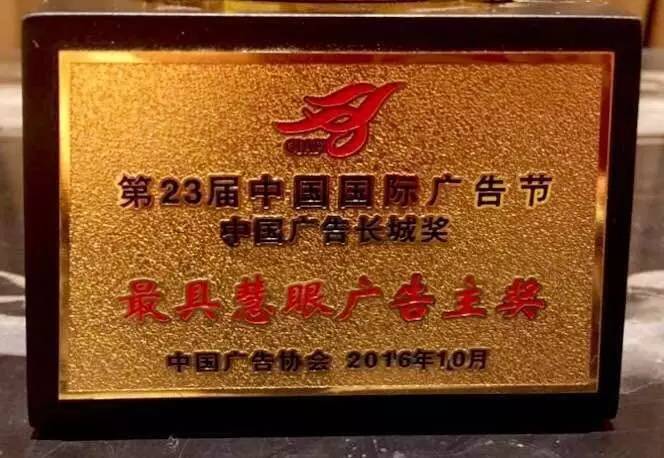 第23届中国国际广告节
中国广告长城奖
最具慧眼广告主奖
中国广告协会 2016年10月